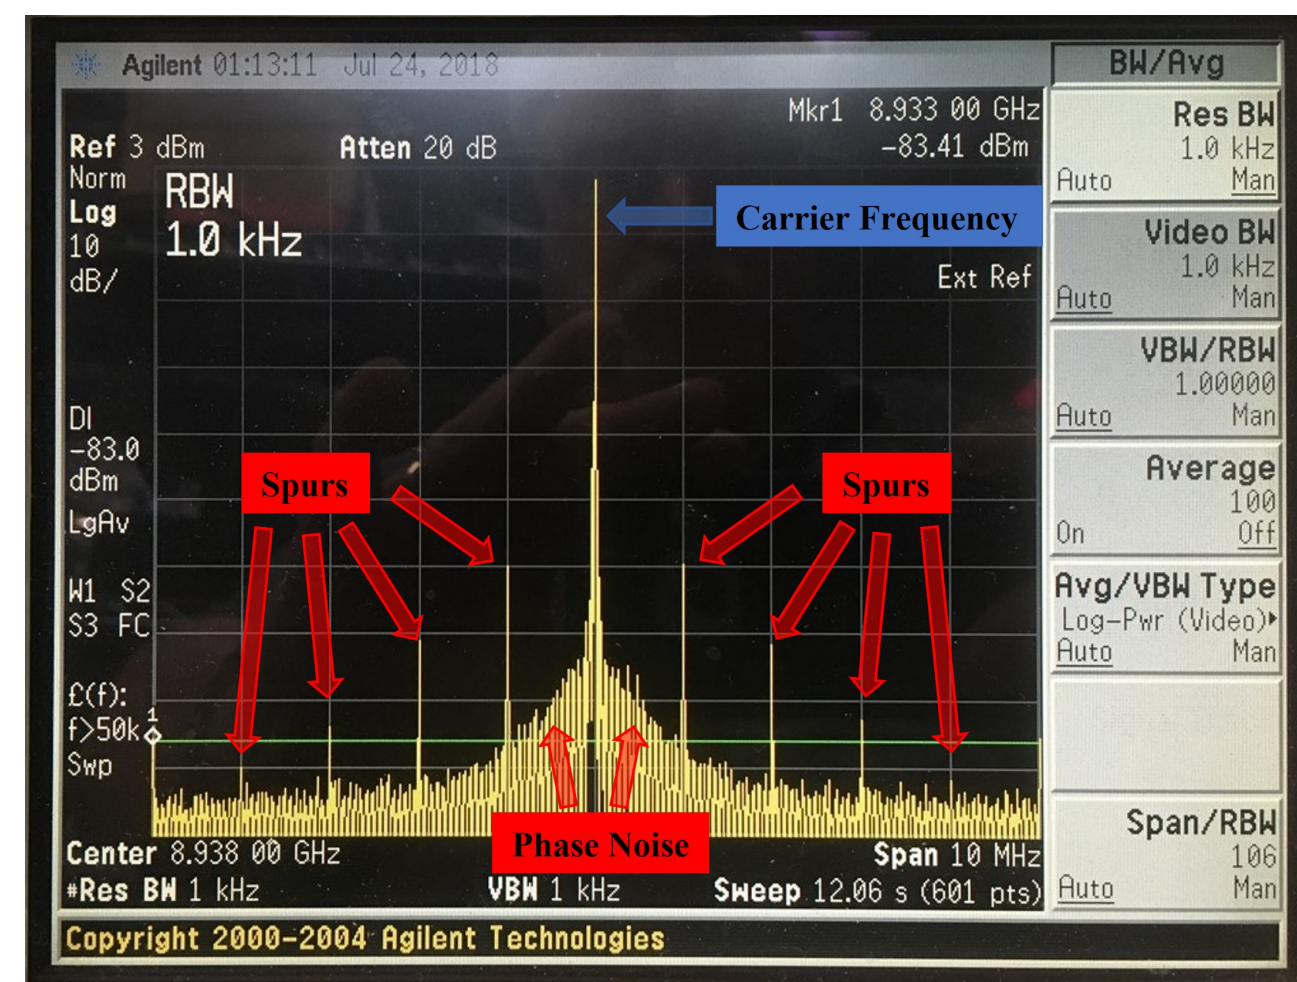 Agilent 01:13:11 Jul 24, 2018
BW/Avg
Mkr1 8.933 00 GHz
Ref 3 dBm Atten 20 dB -83.41 dBm
Norm
Log
10
dB/
RBW
1.0 kHz
Carrier Frequency
Ext Ref
DI
-83.0
dBm
LgAv
Spurs
Spurs
W1 S2
S3 FC
£(f):
f>50k
Swp
1
Phase Noise
Center 8.938 00 GHz Span 10 MHz
#Res BW 1 kHz VBW 1 kHz Sweep 12.06 s (601 pts)
Copyright 2000-2004 Agilent Technologies
Res BW
1.0 kHz
Auto Man
Video BW
1.0 kHz
Auto Man
VBW/RBW
1.00000
Auto Man
Average
100
On Off
Avg/VBW Type
Log-Pwr (Video)
Auto Man
Span/RBW
106
Auto Man